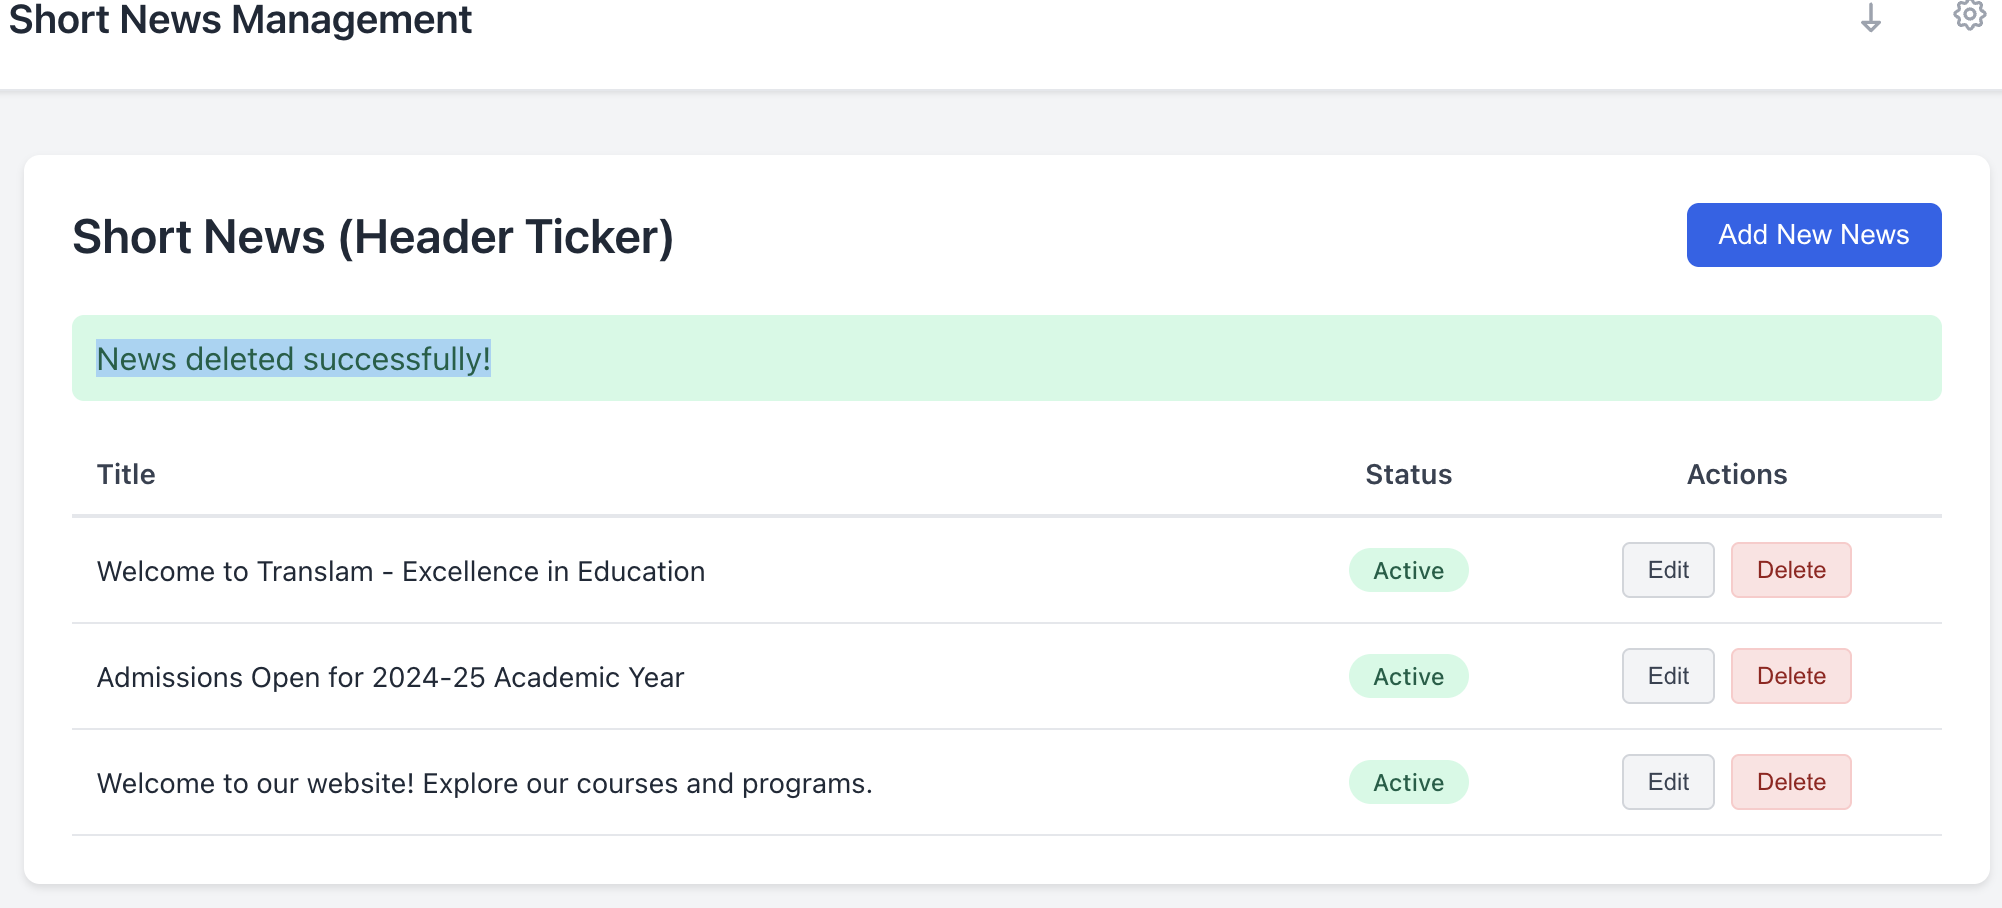 Short News Management
Short News (Header Ticker)
Add New News
News deleted successfully!
Title Status Actions
Welcome to Translam - Excellence in Education Active Edit Delete
Admissions Open for 2024-25 Academic Year Active Edit Delete
Welcome to our website! Explore our courses and programs. Active Edit Delete